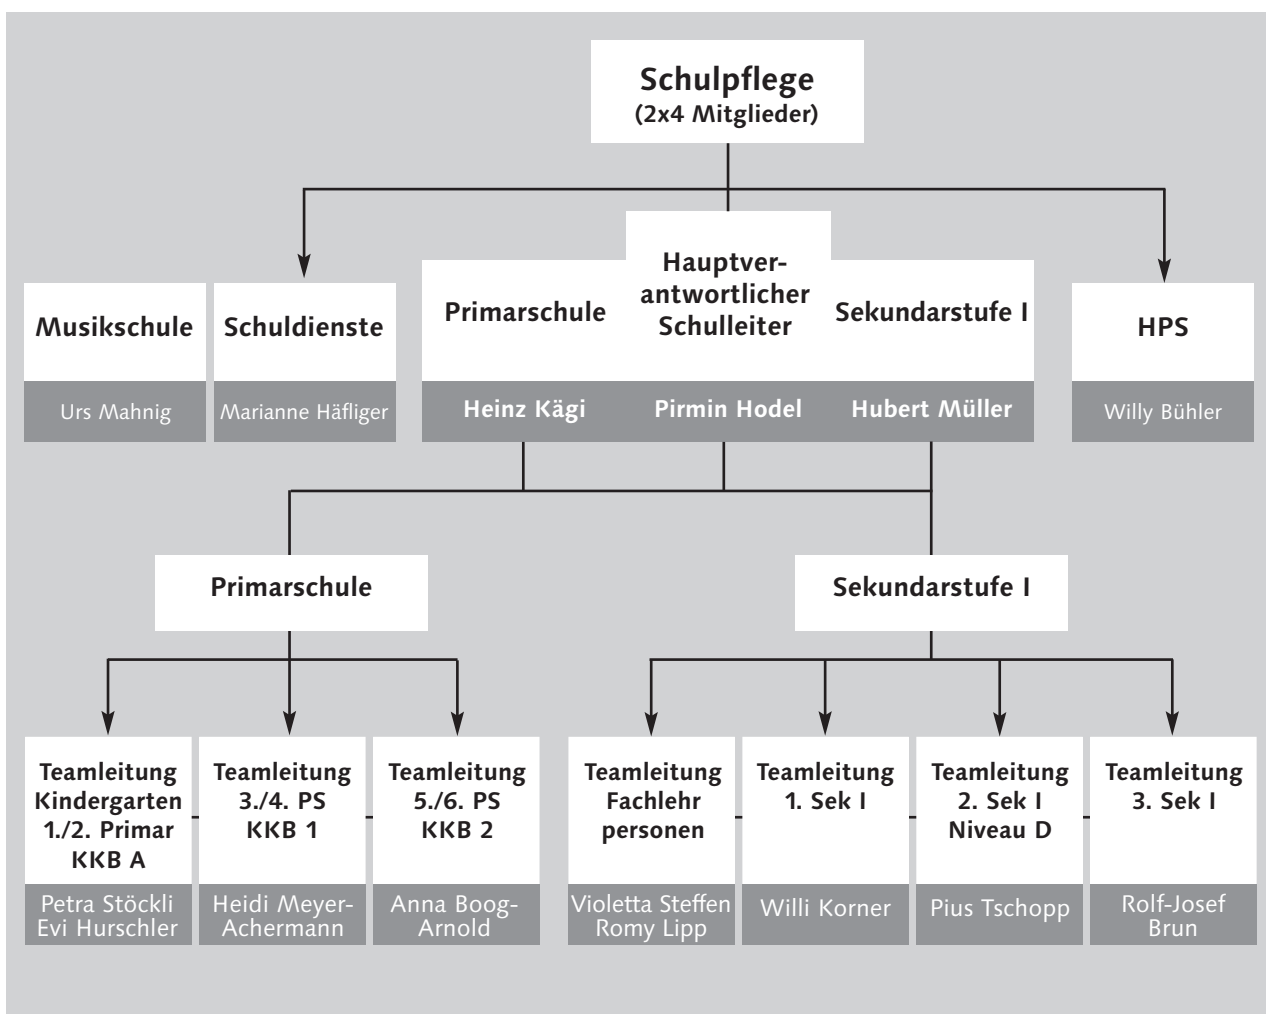 Schulpflege
(2x4 Mitglieder)
Musikschule
Urs Mahnig
Schuldienste
Marianne Häfliger
Primarschule
Heinz Kägi
Hauptver-
antwortlicher
Schulleiter
Pirmin Hodel
Sekundarstufe I
Hubert Müller
HPS
Willy Bühler
Primarschule
Sekundarstufe I
Teamleitung
Kindergarten
1./2. Primar
KKB A
Petra Stöckli
Evi Hurschler
Teamleitung
3./4. PS
KKB 1
Heidi Meyer-
Achermann
Teamleitung
5./6. PS
KKB 2
Anna Boog-
Arnold
Teamleitung
Fachlehr
personen
Violetta Steffen
Romy Lipp
Teamleitung
1. Sek I
Willi Korner
Teamleitung
2. Sek I
Niveau D
Pius Tschopp
Teamleitung
3. Sek I
Rolf-Josef
Brun